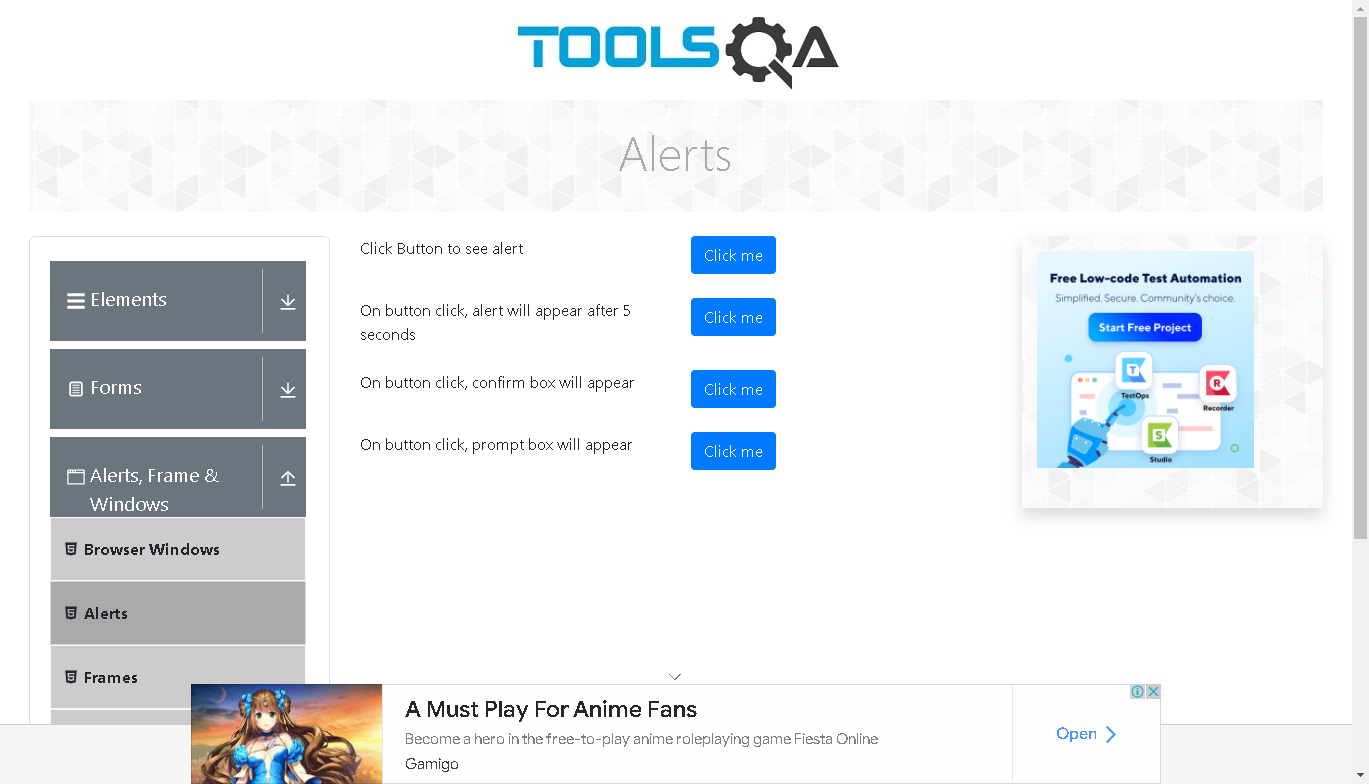 TOOLSQA
Alerts
Elements
Forms
Alerts, Frame &
Windows
Browser Windows
Alerts
Frames
Click Button to see alert
Click me
On button click, alert will appear after 5
seconds
Click me
On button click, confirm box will appear
Click me
On button click, prompt box will appear
Click me
Free Low-code Test Automation
Simplified. Secure. Community's choice.
Start Free Project
T
TestOps
R
Recorder
S
Studio
A Must Play For Anime Fans
Become a hero in the free-to-play anime roleplaying game Fiesta Online
Gamigo
Open